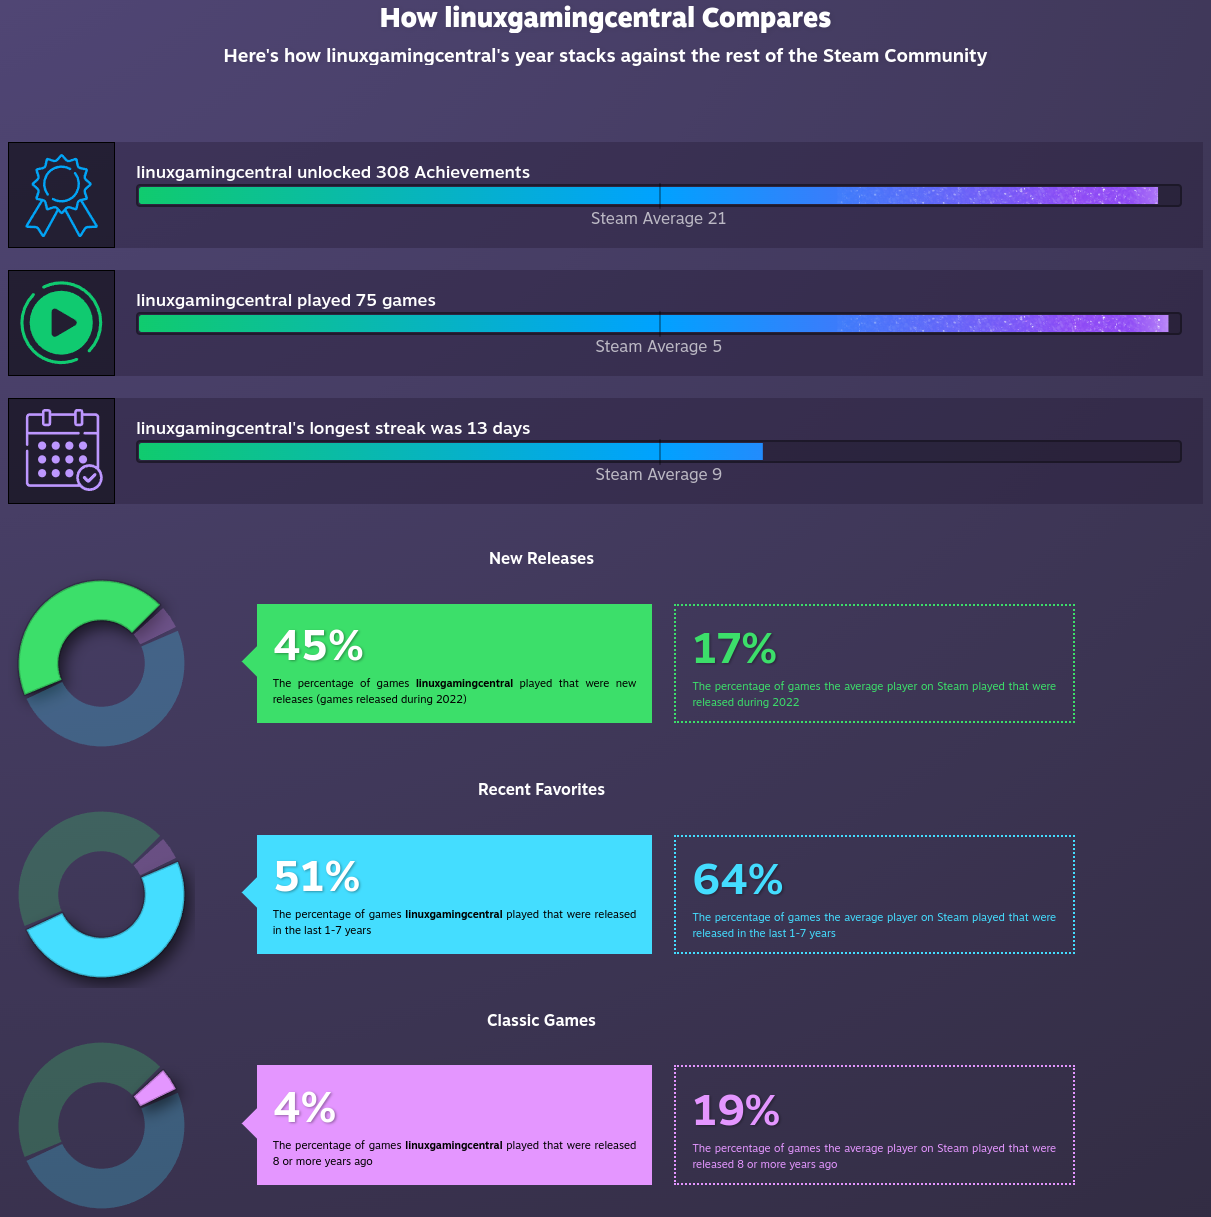 How linuxgamingcentral Compares
Here's how linuxgamingcentral's year stacks against the rest of the Steam Community
linuxgamingcentral unlocked 308 Achievements
Steam Average 21
linuxgamingcentral played 75 games
Steam Average 5
linuxgamingcentral's longest streak was 13 days
Steam Average 9
New Releases
45%
The percentage of games linuxgamingcentral played that were new
releases (games released during 2022)
17%
The percentage of games the average player on Steam played that were
released during 2022
Recent Favorites
51%
The percentage of games linuxgamingcentral played that were released
in the last 1-7 years
64%
The percentage of games the average player on Steam played that were
released in the last 1-7 years
Classic Games
4%
The percentage of games linuxgamingcentral played that were released
8 or more years ago
19%
The percentage of games the average player on Steam played that were
released 8 or more years ago